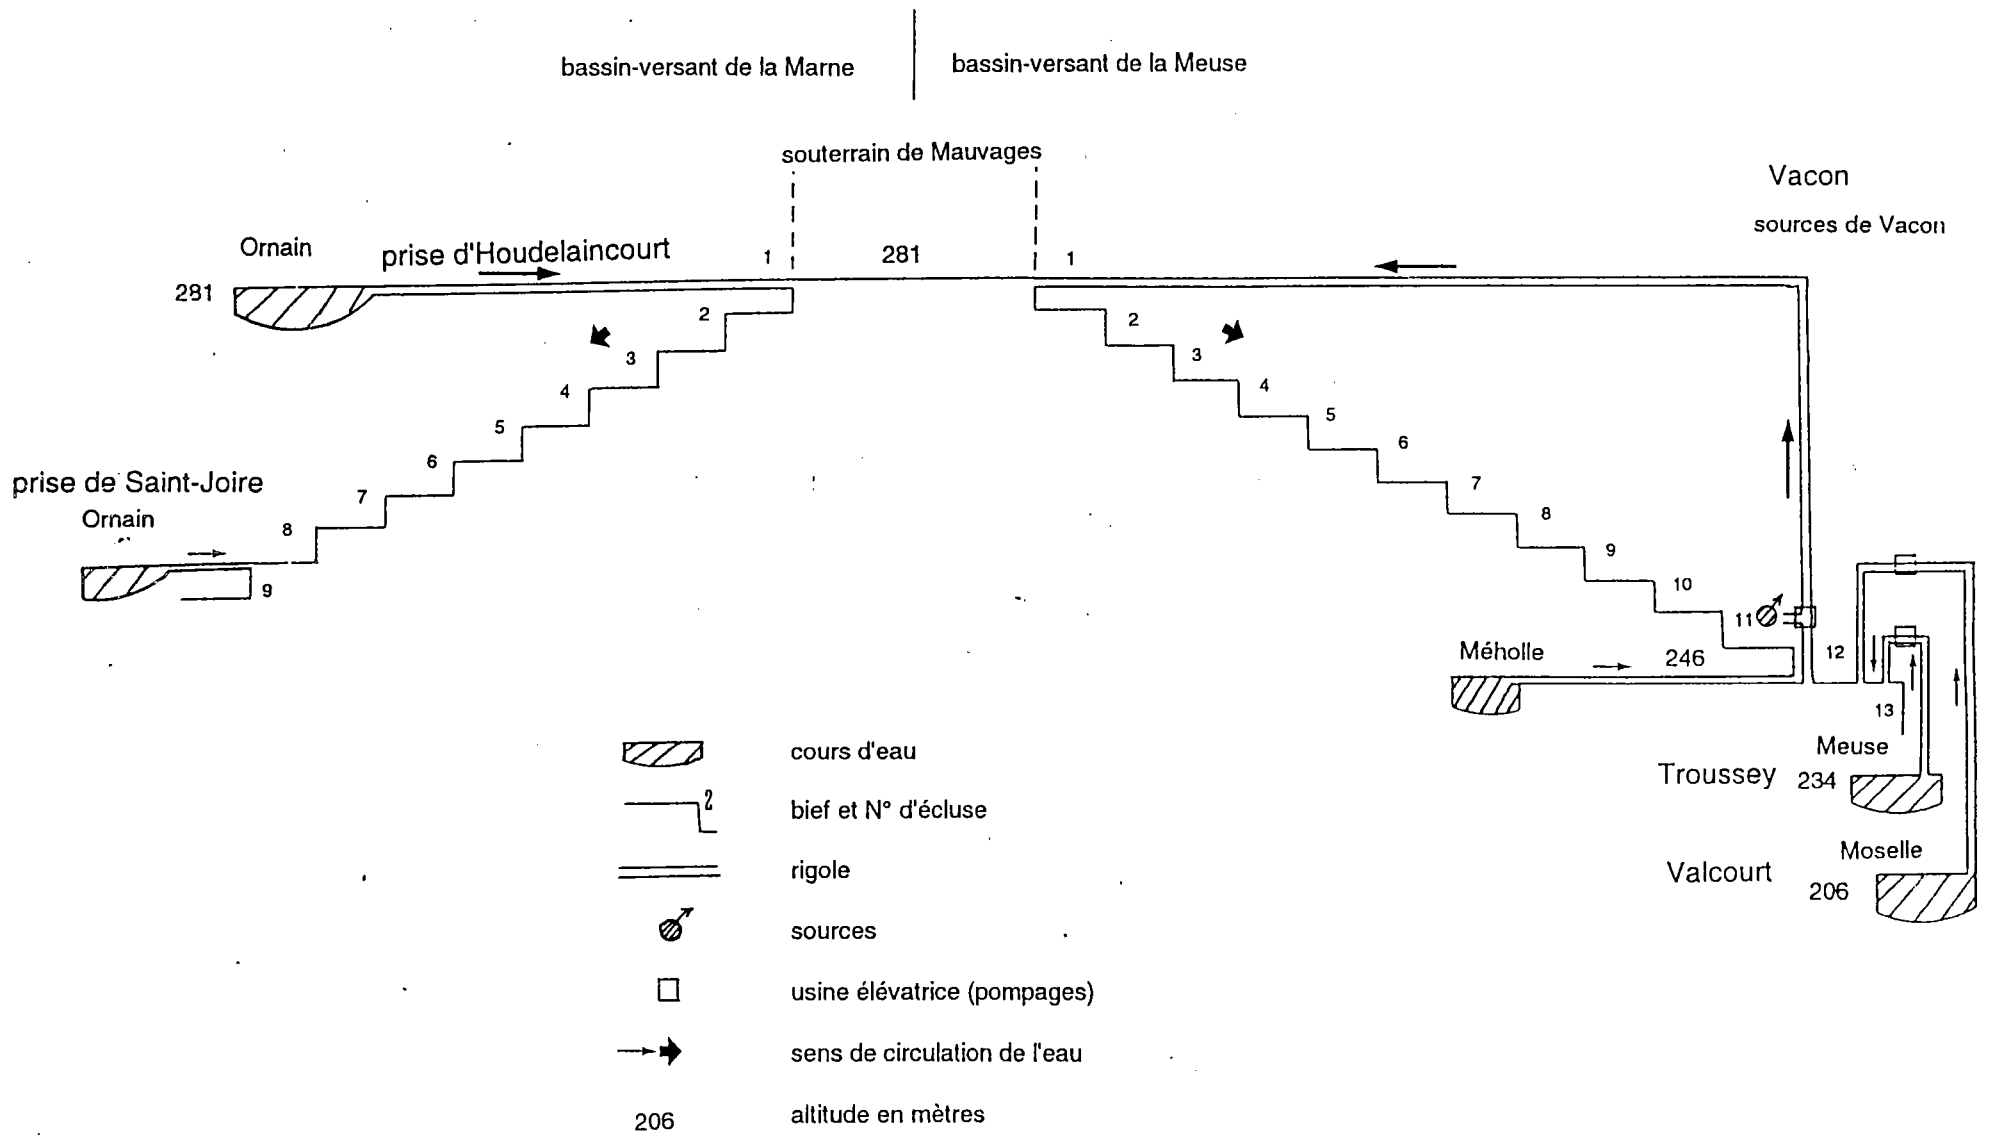 bassin-versant de la Marne
bassin-versant de la Meuse
souterrain de Mauvages
Vacon
sources de Vacon
Ornain
prise d'Houdelaincourt
1
281
1
281
2
3
4
5
6
7
8
prise de Saint-Joire
Ornain
9
2
3
4
5
6
7
8
9
10
11
12
Méholle
246
13
Meuse
Troussey 234
Moselle
Valcourt
206
cours d'eau
2
bief et N° d'écluse
rigole
sources
usine élévatrice (pompages)
sens de circulation de l'eau
206
altitude en mètres